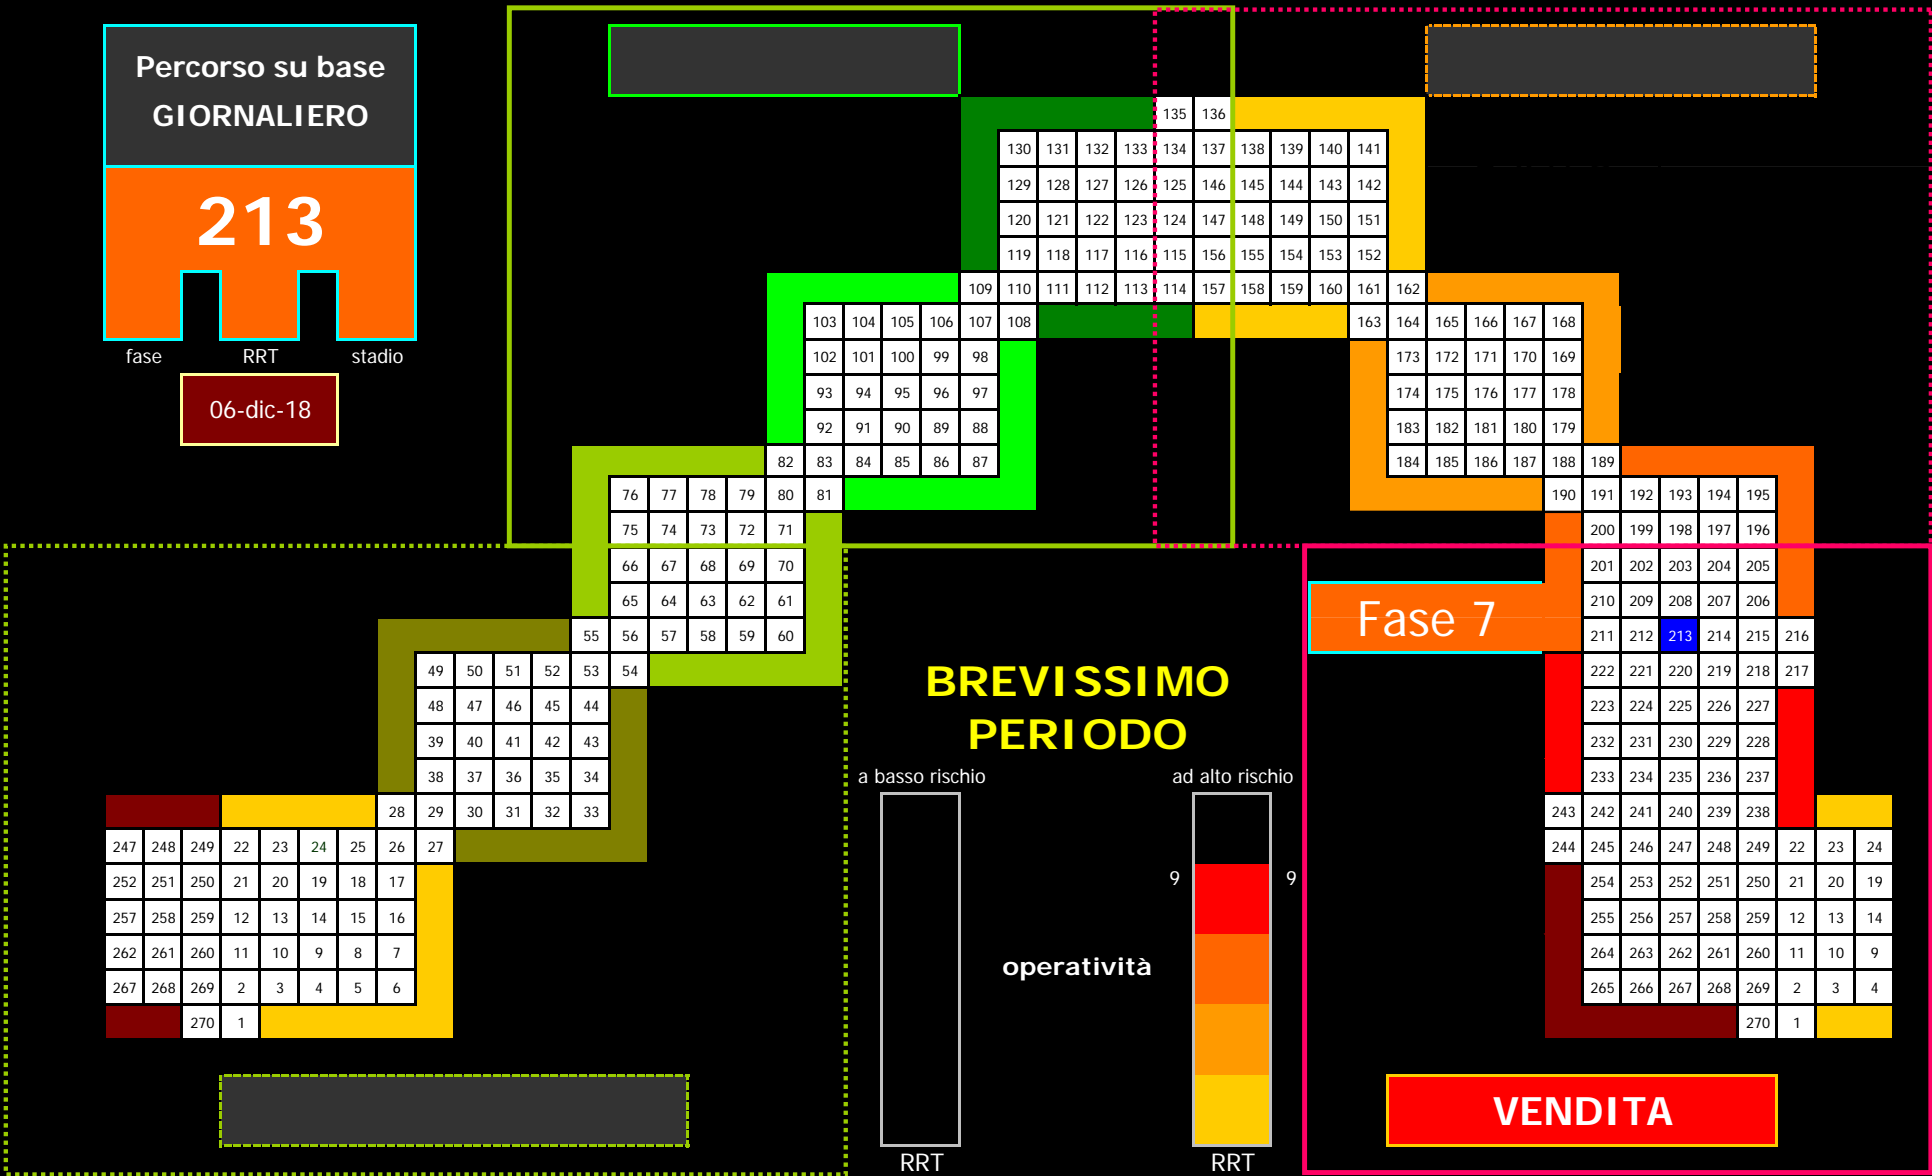 Percorso su base
GIORNALIERO
213
fase RRT stadio
06-dic-18
135 136
130 131 132 133 134 137 138 139 140 141
129 128 127 126 125 146 145 144 143 142
120 121 122 123 124 147 148 149 150 151
119 118 117 116 115 156 155 154 153 152
109 110 111 112 113 114 157 158 159 160 161 162
103 104 105 106 107 108 163 164 165 166 167 168
102 101 100 99 98 173 172 171 170 169
93 94 95 96 97 174 175 176 177 178
92 91 90 89 88 183 182 181 180 179
82 83 84 85 86 87 184 185 186 187 188 189
76 77 78 79 80 81 190 191 192 193 194 195
75 74 73 72 71 200 199 198 197 196
66 67 68 69 70 201 202 203 204 205
65 64 63 62 61 210 209 208 207 206
Fase 7
55 56 57 58 59 60 211 212 213 214 215 216
49 50 51 52 53 54 222 221 220 219 218 217
48 47 46 45 44 223 224 225 226 227
39 40 41 42 43 232 231 230 229 228
38 37 36 35 34 233 234 235 236 237
28 29 30 31 32 33 243 242 241 240 239 238
247 248 249 22 23 24 25 26 27 244 245 246 247 248 249 22 23 24
252 251 250 21 20 19 18 17 254 253 252 251 250 21 20 19
257 258 259 12 13 14 15 16 255 256 257 258 259 12 13 14
262 261 260 11 10 9 8 7 264 263 262 261 260 11 10 9
267 268 269 2 3 4 5 6 265 266 267 268 269 2 3 4
270 1 270 1
BREVISSIMO
PERIODO
a basso rischio ad alto rischio
9 9
operatività
RRT RRT
VENDITA